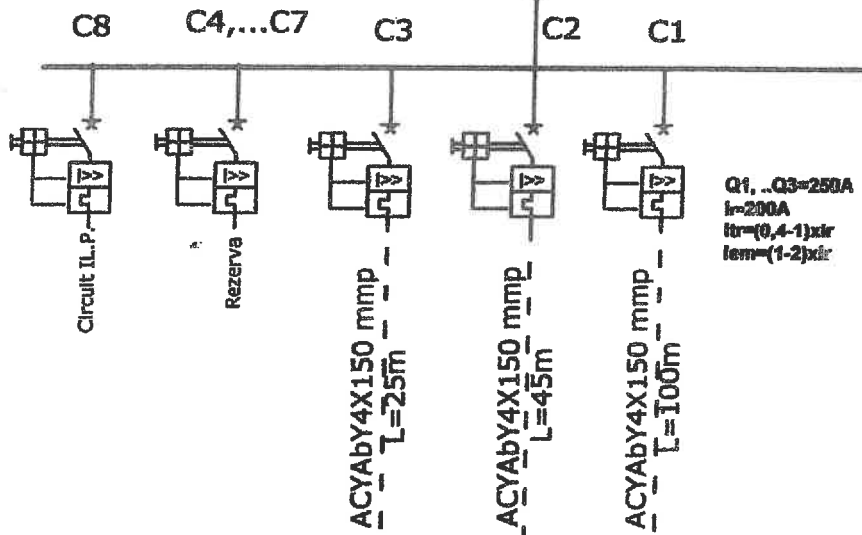 C8
C4,...C7
C3
C2
C1
Q1, ..Q3=250A
Ir=200A
Itr=(0,4-1)xIr
Iem=(1-2)xIr
Circuit IL.P.
Rezerva
ACYAbY4X150 mmp
L=25m
ACYAbY4X150 mmp
L=45m
ACYAbY4X150 mmp
L=100m